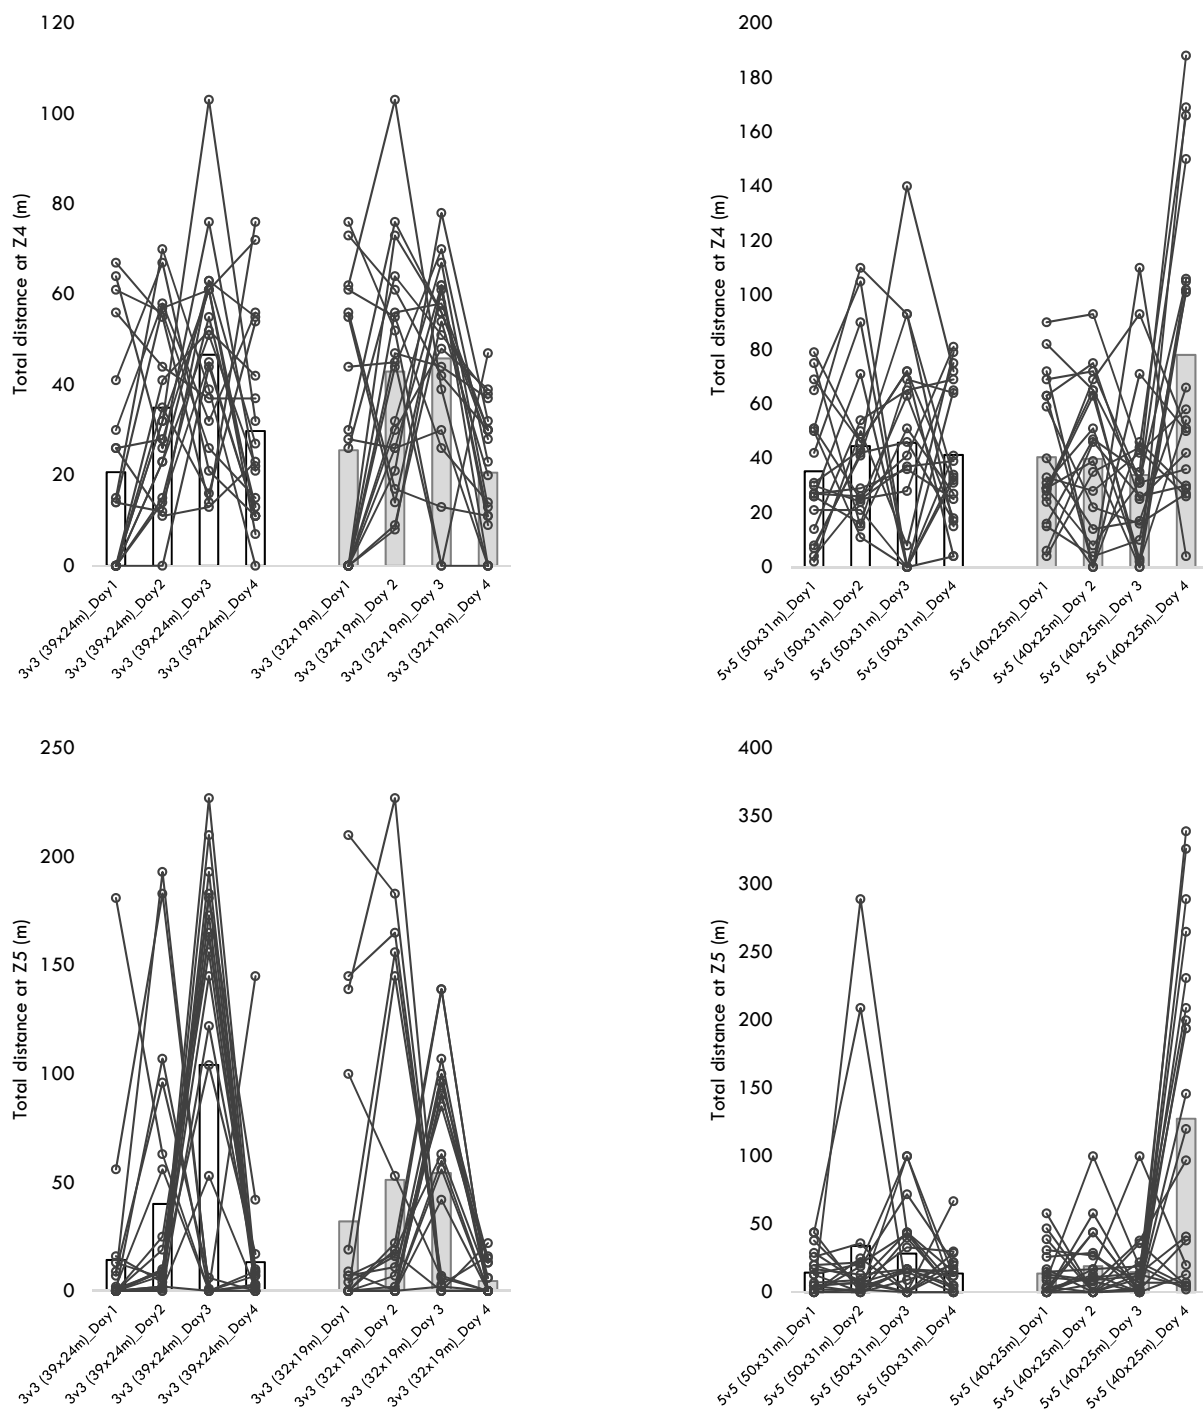 120
100
80
60
40
20
0
Total distance at Z4 (m)
3v3 (39x24m)_Day1
3v3 (39x24m)_Day2
3v3 (39x24m)_Day3
3v3 (39x24m)_Day4
3v3 (32x19m)_Day1
3v3 (32x19m)_Day 2
3v3 (32x19m)_Day 3
3v3 (32x19m)_Day 4
200
180
160
140
120
100
80
60
40
20
0
Total distance at Z4 (m)
5v5 (50x31m)_Day1
5v5 (50x31m)_Day2
5v5 (50x31m)_Day3
5v5 (50x31m)_Day4
5v5 (40x25m)_Day1
5v5 (40x25m)_Day 2
5v5 (40x25m)_Day 3
5v5 (40x25m)_Day 4
250
200
150
100
50
0
Total distance at Z5 (m)
3v3 (39x24m)_Day1
3v3 (39x24m)_Day2
3v3 (39x24m)_Day3
3v3 (39x24m)_Day4
3v3 (32x19m)_Day1
3v3 (32x19m)_Day 2
3v3 (32x19m)_Day 3
3v3 (32x19m)_Day 4
400
350
300
250
200
150
100
50
0
Total distance at Z5 (m)
5v5 (50x31m)_Day1
5v5 (50x31m)_Day2
5v5 (50x31m)_Day3
5v5 (50x31m)_Day4
5v5 (40x25m)_Day1
5v5 (40x25m)_Day 2
5v5 (40x25m)_Day 3
5v5 (40x25m)_Day 4